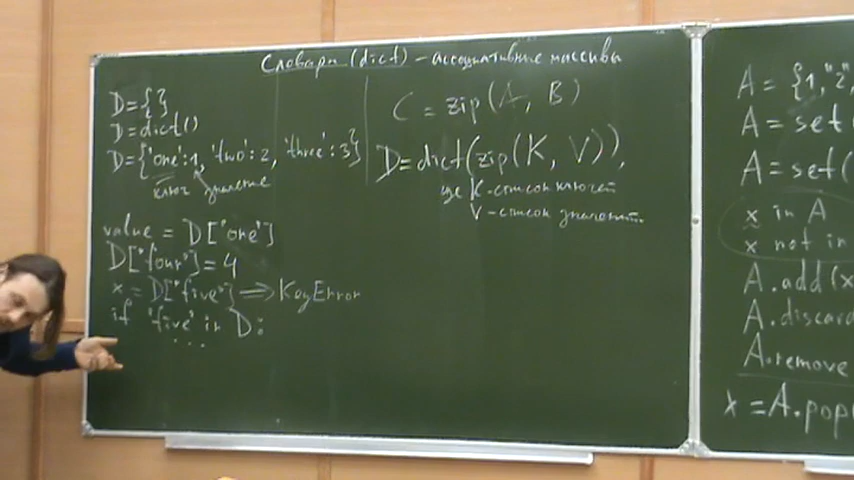 Словари (dict) – ассоциативные массивы
D={}
D=dict()
D={'one':1, 'two':2, 'three':3}
ключ значение
value = D['one']
D['four']=4
x = D['five'] => KeyError
if 'five' in D:
...
C = zip(A, B)
D=dict(zip(K, V)),
где K-список ключей
V-список значений
A = {1, "2",
A = set(
A = set(
x in A
x not in
A.add(x
A.discard
A.remove
x = A.pop(